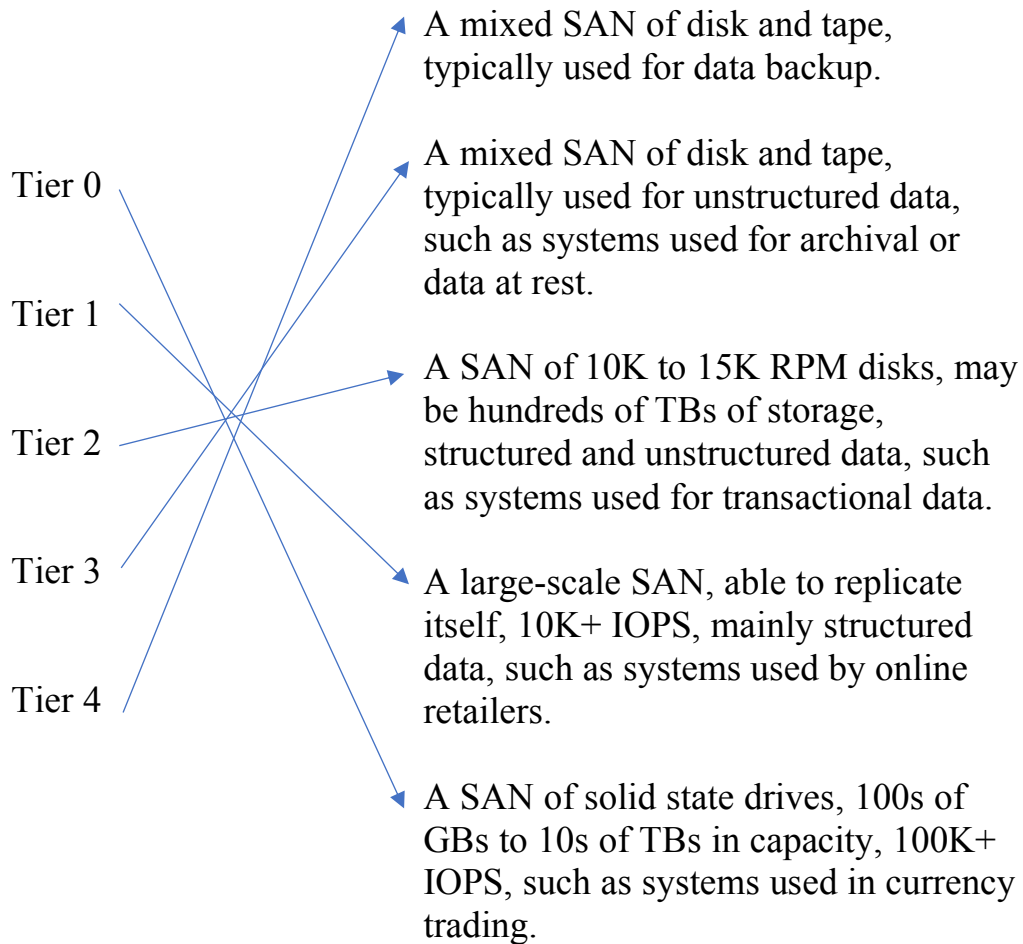 Tier 0
Tier 1
Tier 2
Tier 3
Tier 4
A mixed SAN of disk and tape,
typically used for data backup.
A mixed SAN of disk and tape,
typically used for unstructured data,
such as systems used for archival or
data at rest.
A SAN of 10K to 15K RPM disks, may
be hundreds of TBs of storage,
structured and unstructured data, such
as systems used for transactional data.
A large-scale SAN, able to replicate
itself, 10K+ IOPS, mainly structured
data, such as systems used by online
retailers.
A SAN of solid state drives, 100s of
GBs to 10s of TBs in capacity, 100K+
IOPS, such as systems used in currency
trading.